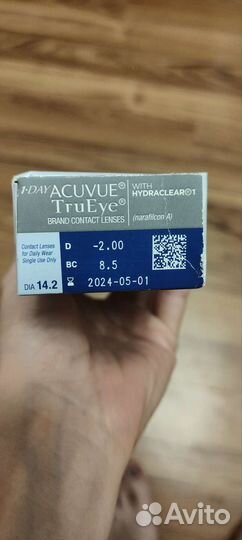 1-DAY ACUVUE®
TruEye®
BRAND CONTACT LENSES
WITH
HYDRACLEAR®1
(narafilcon A)
Contact Lenses
for Daily Wear
Single Use Only
DIA 14.2
D -2.00
BC 8.5
2024-05-01
Avito